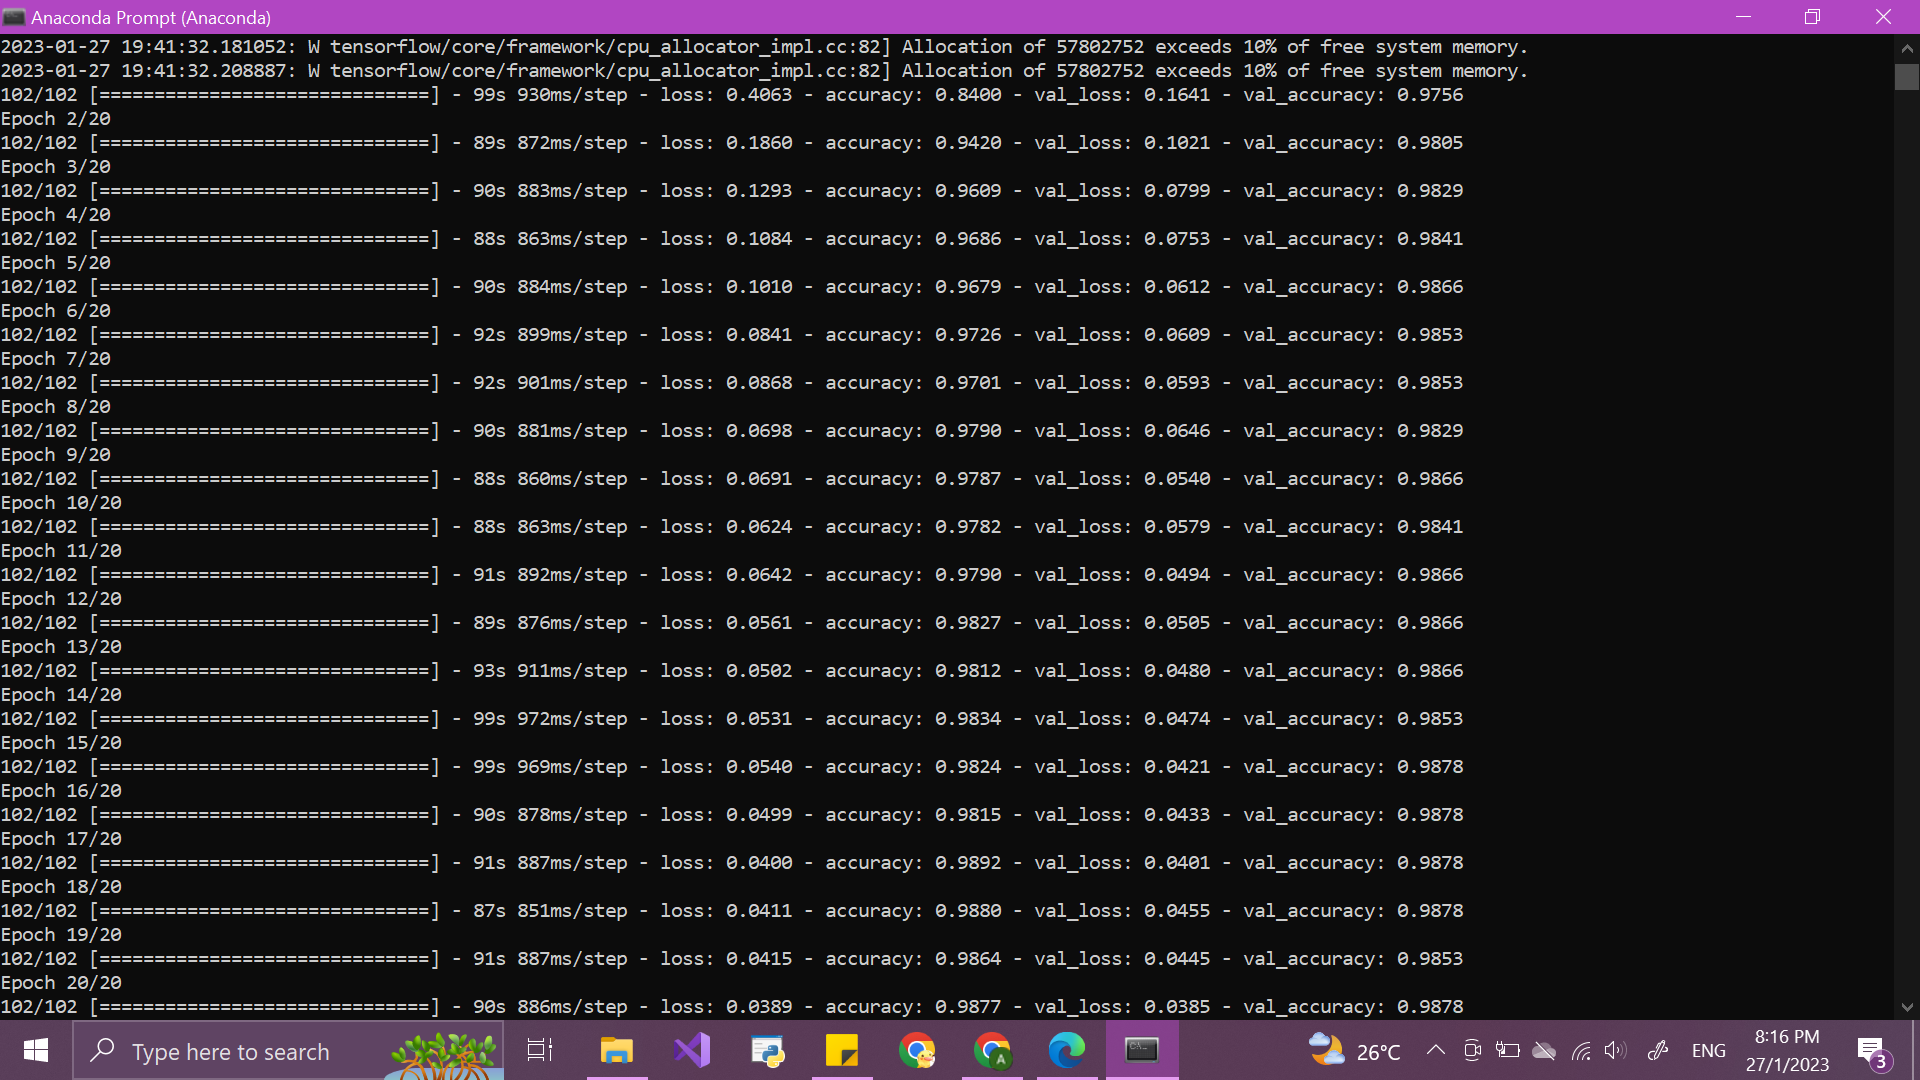 Anaconda Prompt (Anaconda)
2023-01-27 19:41:32.181052: W tensorflow/core/framework/cpu_allocator_impl.cc:82] Allocation of 57802752 exceeds 10% of free system memory.
2023-01-27 19:41:32.208887: W tensorflow/core/framework/cpu_allocator_impl.cc:82] Allocation of 57802752 exceeds 10% of free system memory.
102/102 [==============================] - 99s 930ms/step - loss: 0.4063 - accuracy: 0.8400 - val_loss: 0.1641 - val_accuracy: 0.9756
Epoch 2/20
102/102 [==============================] - 89s 872ms/step - loss: 0.1860 - accuracy: 0.9420 - val_loss: 0.1021 - val_accuracy: 0.9805
Epoch 3/20
102/102 [==============================] - 90s 883ms/step - loss: 0.1293 - accuracy: 0.9609 - val_loss: 0.0799 - val_accuracy: 0.9829
Epoch 4/20
102/102 [==============================] - 88s 863ms/step - loss: 0.1084 - accuracy: 0.9686 - val_loss: 0.0753 - val_accuracy: 0.9841
Epoch 5/20
102/102 [==============================] - 90s 884ms/step - loss: 0.1010 - accuracy: 0.9679 - val_loss: 0.0612 - val_accuracy: 0.9866
Epoch 6/20
102/102 [==============================] - 92s 899ms/step - loss: 0.0841 - accuracy: 0.9726 - val_loss: 0.0609 - val_accuracy: 0.9853
Epoch 7/20
102/102 [==============================] - 92s 901ms/step - loss: 0.0868 - accuracy: 0.9701 - val_loss: 0.0593 - val_accuracy: 0.9853
Epoch 8/20
102/102 [==============================] - 90s 881ms/step - loss: 0.0698 - accuracy: 0.9790 - val_loss: 0.0646 - val_accuracy: 0.9829
Epoch 9/20
102/102 [==============================] - 88s 860ms/step - loss: 0.0691 - accuracy: 0.9787 - val_loss: 0.0540 - val_accuracy: 0.9866
Epoch 10/20
102/102 [==============================] - 88s 863ms/step - loss: 0.0624 - accuracy: 0.9782 - val_loss: 0.0579 - val_accuracy: 0.9841
Epoch 11/20
102/102 [==============================] - 91s 892ms/step - loss: 0.0642 - accuracy: 0.9790 - val_loss: 0.0494 - val_accuracy: 0.9866
Epoch 12/20
102/102 [==============================] - 89s 876ms/step - loss: 0.0561 - accuracy: 0.9827 - val_loss: 0.0505 - val_accuracy: 0.9866
Epoch 13/20
102/102 [==============================] - 93s 911ms/step - loss: 0.0502 - accuracy: 0.9812 - val_loss: 0.0480 - val_accuracy: 0.9866
Epoch 14/20
102/102 [==============================] - 99s 972ms/step - loss: 0.0531 - accuracy: 0.9834 - val_loss: 0.0474 - val_accuracy: 0.9853
Epoch 15/20
102/102 [==============================] - 99s 969ms/step - loss: 0.0540 - accuracy: 0.9824 - val_loss: 0.0421 - val_accuracy: 0.9878
Epoch 16/20
102/102 [==============================] - 90s 878ms/step - loss: 0.0499 - accuracy: 0.9815 - val_loss: 0.0433 - val_accuracy: 0.9878
Epoch 17/20
102/102 [==============================] - 91s 887ms/step - loss: 0.0400 - accuracy: 0.9892 - val_loss: 0.0401 - val_accuracy: 0.9878
Epoch 18/20
102/102 [==============================] - 87s 851ms/step - loss: 0.0411 - accuracy: 0.9880 - val_loss: 0.0455 - val_accuracy: 0.9878
Epoch 19/20
102/102 [==============================] - 91s 887ms/step - loss: 0.0415 - accuracy: 0.9864 - val_loss: 0.0445 - val_accuracy: 0.9853
Epoch 20/20
102/102 [==============================] - 90s 886ms/step - loss: 0.0389 - accuracy: 0.9877 - val_loss: 0.0385 - val_accuracy: 0.9878
Type here to search
A
26°C
ENG
8:16 PM
27/1/2023
3